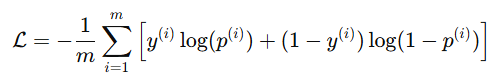 $\mathcal{L} = -\frac{1}{m} \sum_{i=1}^{m} \left[ y^{(i)} \log(p^{(i)}) + (1 - y^{(i)}) \log(1 - p^{(i)}) \right]$